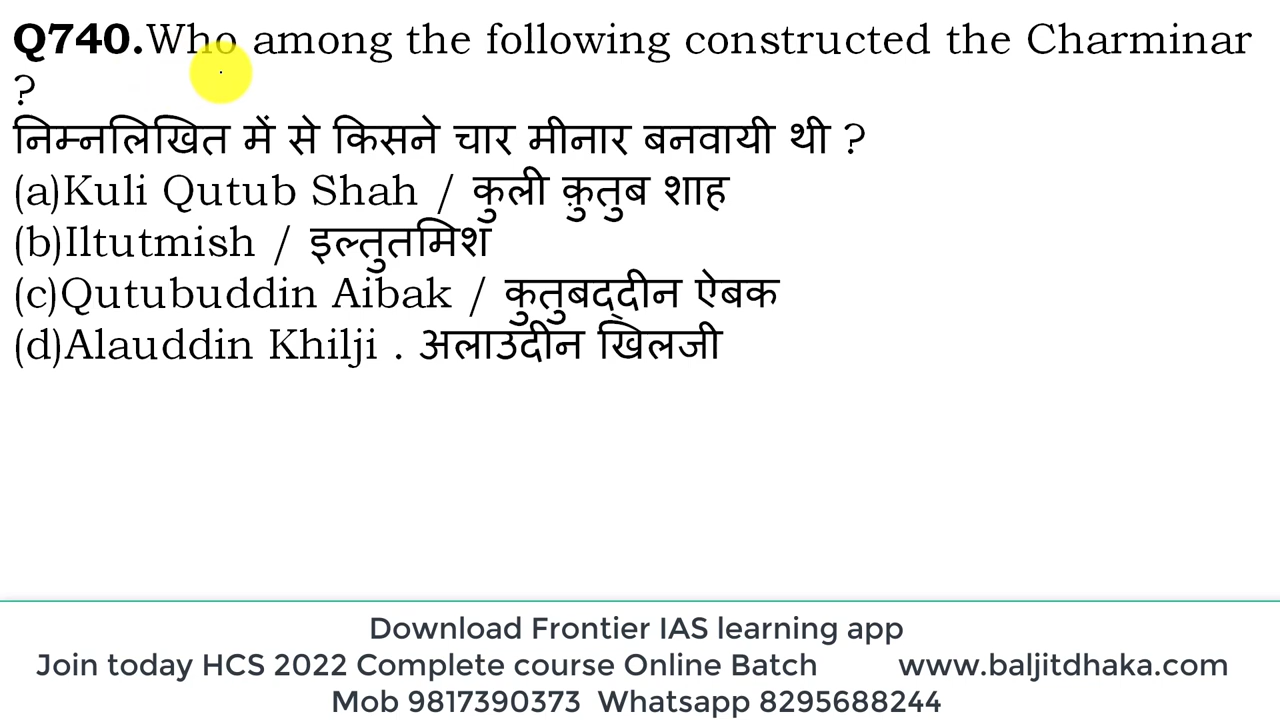 Q740.Who among the following constructed the Charminar
?
निम्नलिखित में से किसने चार मीनार बनवायी थी ?
(a)Kuli Qutub Shah / कुली क़ुतुब शाह
(b)Iltutmish / इल्तुतमिश
(c)Qutubuddin Aibak / कुतुबद्दीन ऐबक
(d)Alauddin Khilji . अलाउदीन खिलजी
Download Frontier IAS learning app
Join today HCS 2022 Complete course Online Batch www.baljitdhaka.com
Mob 9817390373 Whatsapp 8295688244